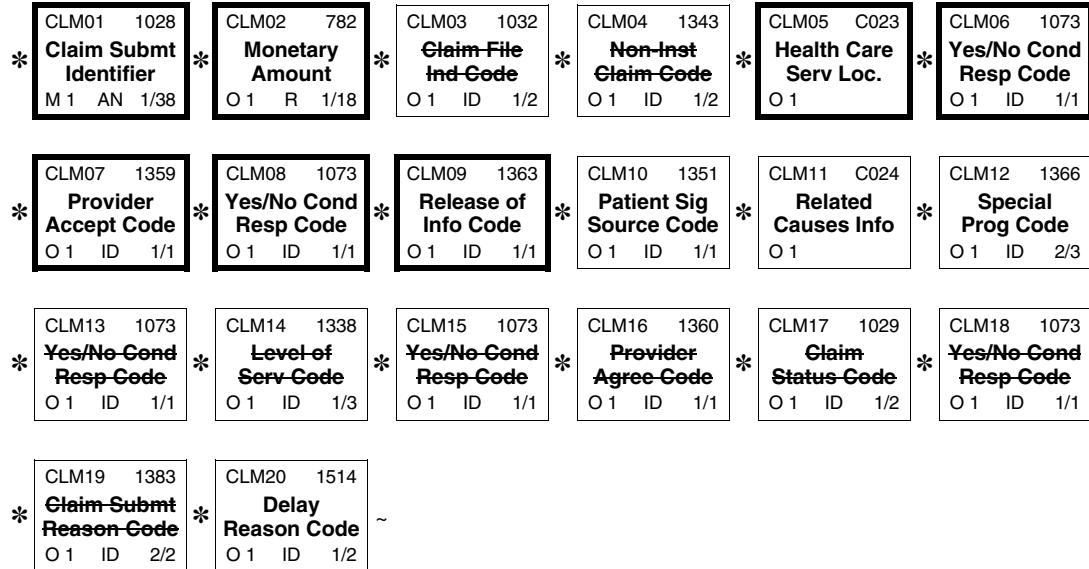 CLM01 1028 CLM02 782 CLM03 1032 CLM04 1343 CLM05 C023 CLM06 1073
* Claim Submt * Monetary * Claim File * Non-Inst * Health Care * Yes/No Cond
Identifier Amount Ind Code Claim Code Serv Loc. Resp Code
M 1 AN 1/38 O 1 R 1/18 O 1 ID 1/2 O 1 ID 1/2 O 1 O 1 ID 1/1
CLM07 1359 CLM08 1073 CLM09 1363 CLM10 1351 CLM11 C024 CLM12 1366
* Provider * Yes/No Cond * Release of * Patient Sig * Related * Special
Accept Code Resp Code Info Code Source Code Causes Info Prog Code
O 1 ID 1/1 O 1 ID 1/1 O 1 ID 1/1 O 1 ID 1/1 O 1 O 1 ID 2/3
CLM13 1073 CLM14 1338 CLM15 1073 CLM16 1360 CLM17 1029 CLM18 1073
* Yes/No Cond * Level of * Yes/No Cond * Provider * Claim * Yes/No Cond
Resp Code Serv Code Resp Code Agree Code Status Code Resp Code
O 1 ID 1/1 O 1 ID 1/3 O 1 ID 1/1 O 1 ID 1/1 O 1 ID 1/2 O 1 ID 1/1
CLM19 1383 CLM20 1514
* Claim Submt * Delay ~
Reason Code Reason Code
O 1 ID 2/2 O 1 ID 1/2